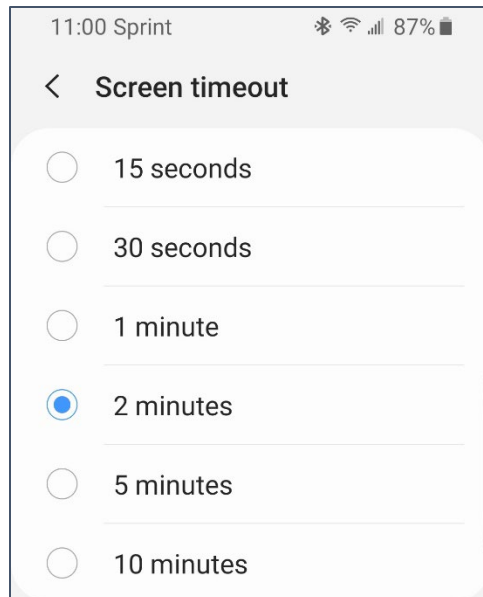 11:00 Sprint 87%
Screen timeout
15 seconds
30 seconds
1 minute
2 minutes
5 minutes
10 minutes